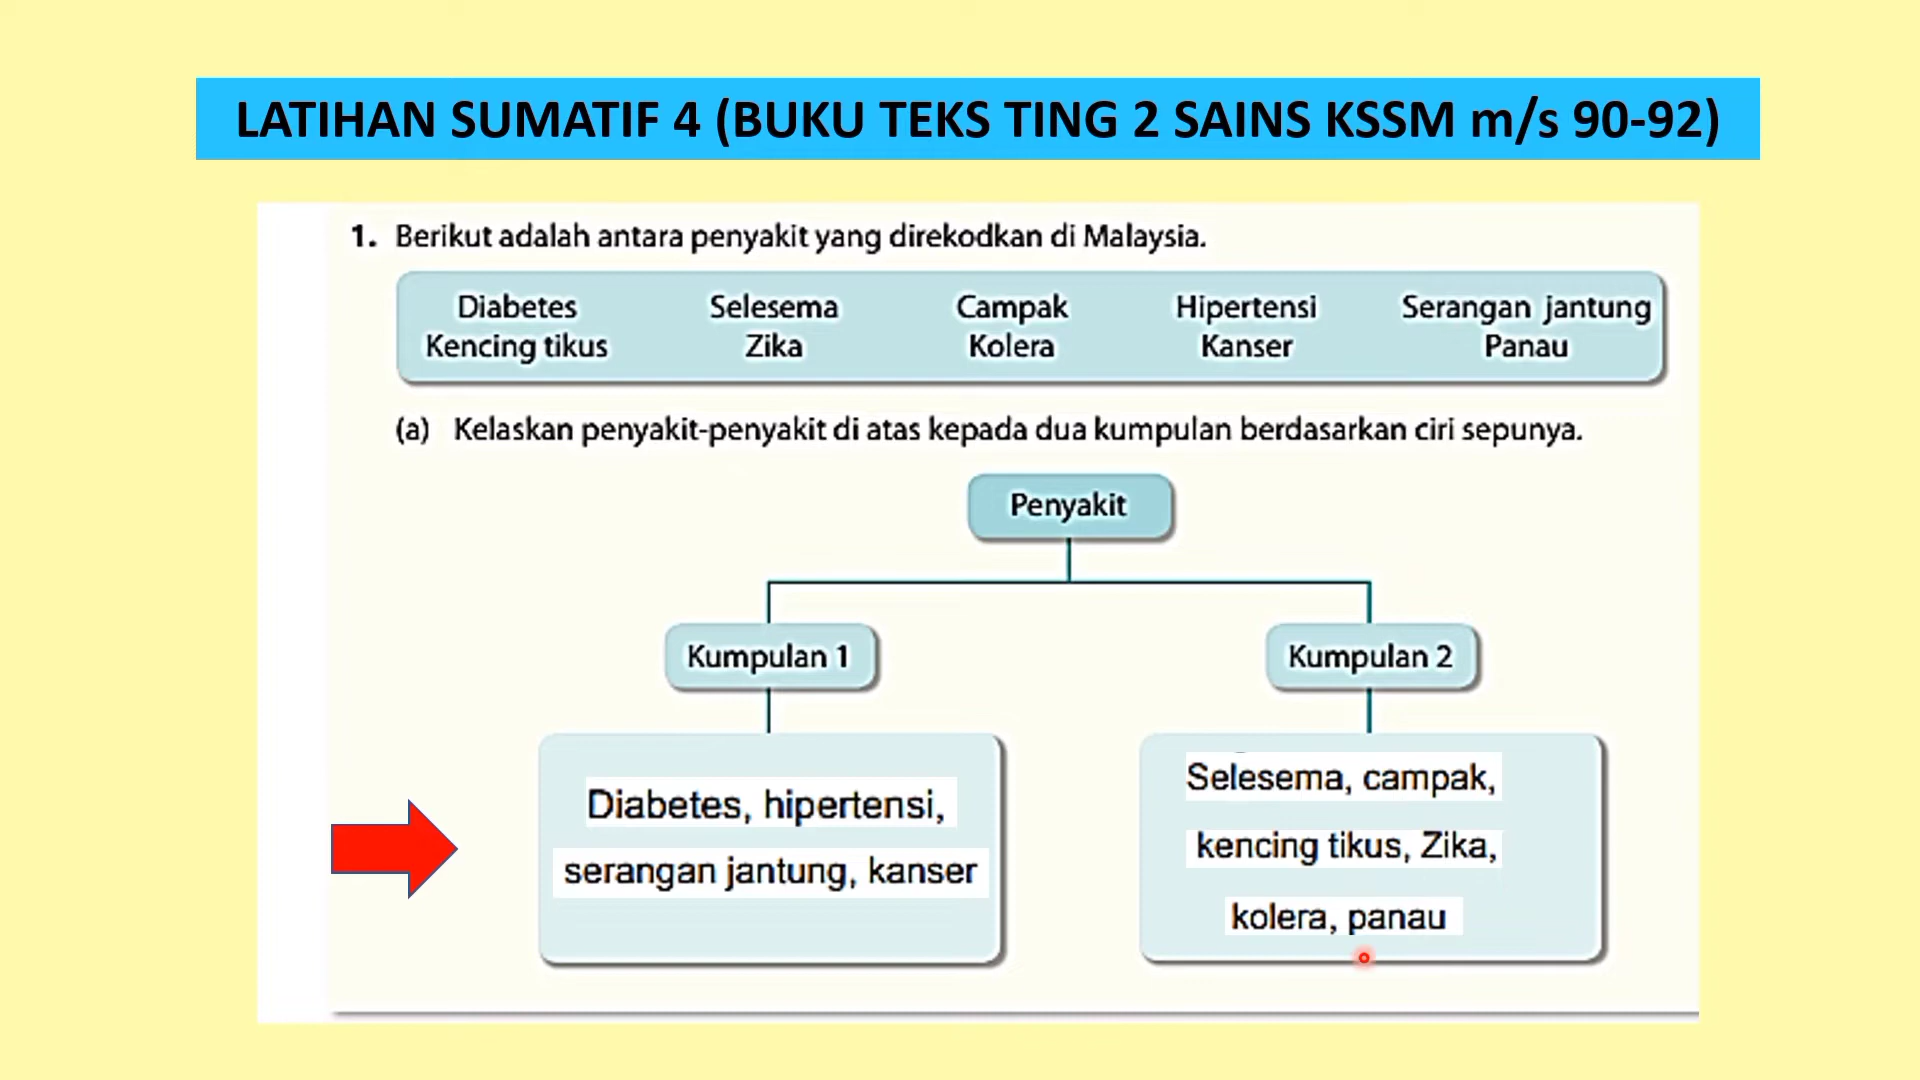 LATIHAN SUMATIF 4 (BUKU TEKS TING 2 SAINS KSSM m/s 90-92)
1. Berikut adalah antara penyakit yang direkodkan di Malaysia.
Diabetes Selesema Campak Hipertensi Serangan jantung
Kencing tikus Zika Kolera Kanser Panau
(a) Kelaskan penyakit-penyakit di atas kepada dua kumpulan berdasarkan ciri sepunya.
Penyakit
Kumpulan 1
Kumpulan 2
Diabetes, hipertensi,
serangan jantung, kanser
Selesema, campak,
kencing tikus, Zika,
kolera, panau